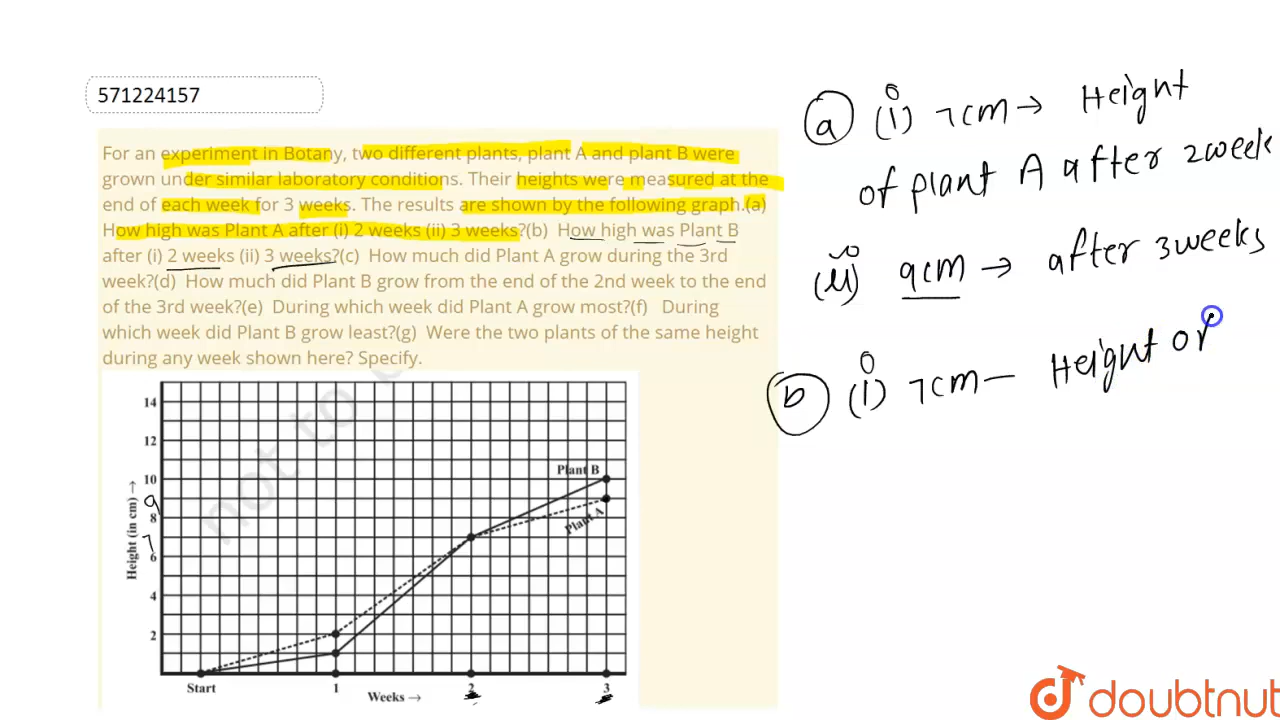 571224157
For an experiment in Botany, two different plants, plant A and plant B were
grown under similar laboratory conditions. Their heights were measured at the
end of each week for 3 weeks. The results are shown by the following graph.(a)
How high was Plant A after (i) 2 weeks (ii) 3 weeks?(b)  How high was Plant B
after (i) 2 weeks (ii) 3 weeks?(c)  How much did Plant A grow during the 3rd
week?(d)  How much did Plant B grow from the end of the 2nd week to the end
of the 3rd week?(e)  During which week did Plant A grow most?(f)   During
which week did Plant B grow least?(g)  Were the two plants of the same height
during any week shown here? Specify.
not to b
14
12
10
9
8
7
6
4
2
Height (in cm) →
Plant B
Plant A
Start 1 2 3
Weeks →
a (i) 7cm → Height
of plant A after 2week
(ii) 9cm → after 3weeks
b (i) 7cm — Height or
doubtnut